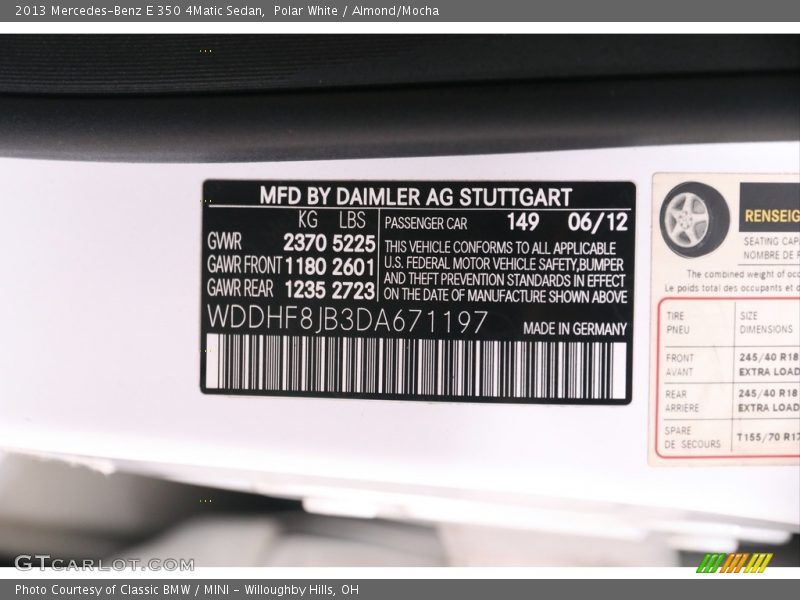 2013 Mercedes-Benz E 350 4Matic Sedan,  Polar White / Almond/Mocha
MFD BY DAIMLER AG STUTTGART
KG LBS
GWR 2370 5225
GAWR FRONT 1180 2601
GAWR REAR 1235 2723
PASSENGER CAR 149 06/12
THIS VEHICLE CONFORMS TO ALL APPLICABLE
U.S. FEDERAL MOTOR VEHICLE SAFETY,BUMPER
AND THEFT PREVENTION STANDARDS IN EFFECT
ON THE DATE OF MANUFACTURE SHOWN ABOVE
WDDHF8JB3DA671197
MADE IN GERMANY
RENSEIG
SEATING CAP
NOMBRE DE
The combined weight of occ
Le poids total des occupants et d
TIRE SIZE
PNEU DIMENSIONS
FRONT 245/40 R18
AVANT EXTRA LOAD
REAR 245/40 R18
ARRIERE EXTRA LOAD
SPARE T155/70 R17
DE SECOURS
GTCARLOT.COM
Photo Courtesy of Classic BMW / MINI - Willoughby Hills, OH